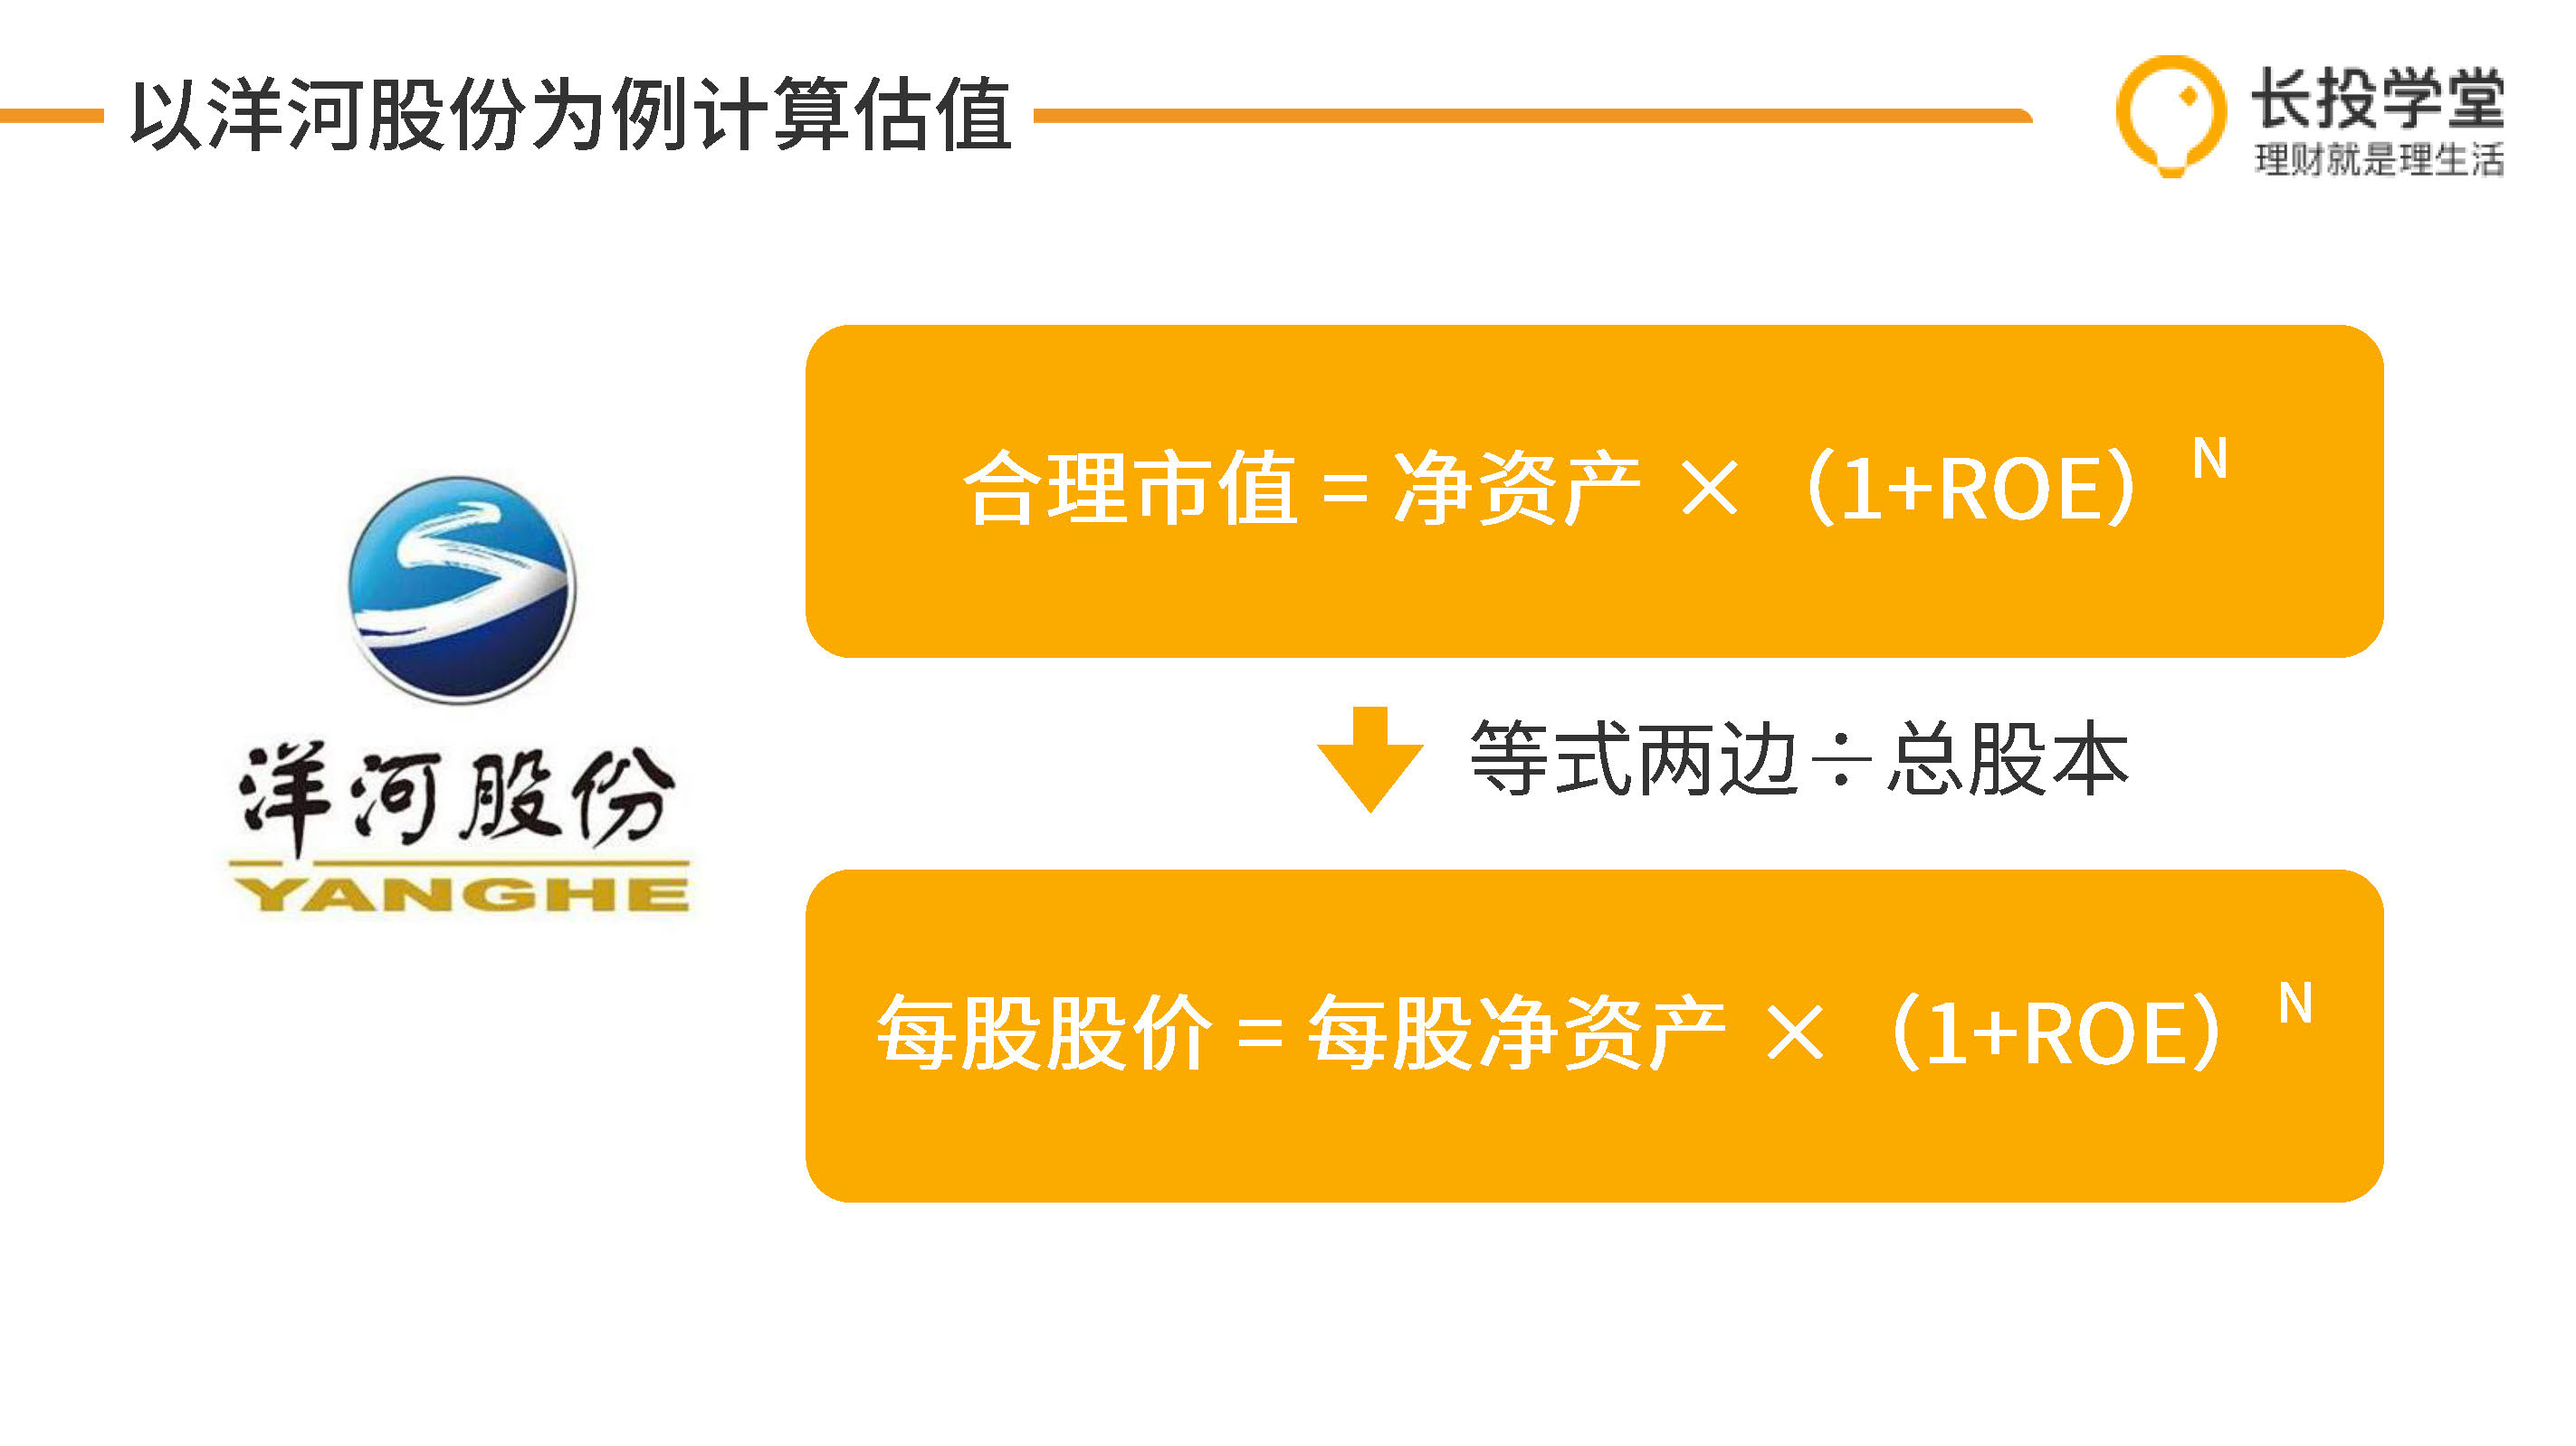 以洋河股份为例计算估值
长投学堂
理财就是理生活
合理市值 = 净资产 ×（1+ROE）ᴺ
等式两边÷总股本
洋河股份
YANGHE
每股股价 = 每股净资产 ×（1+ROE）ᴺ